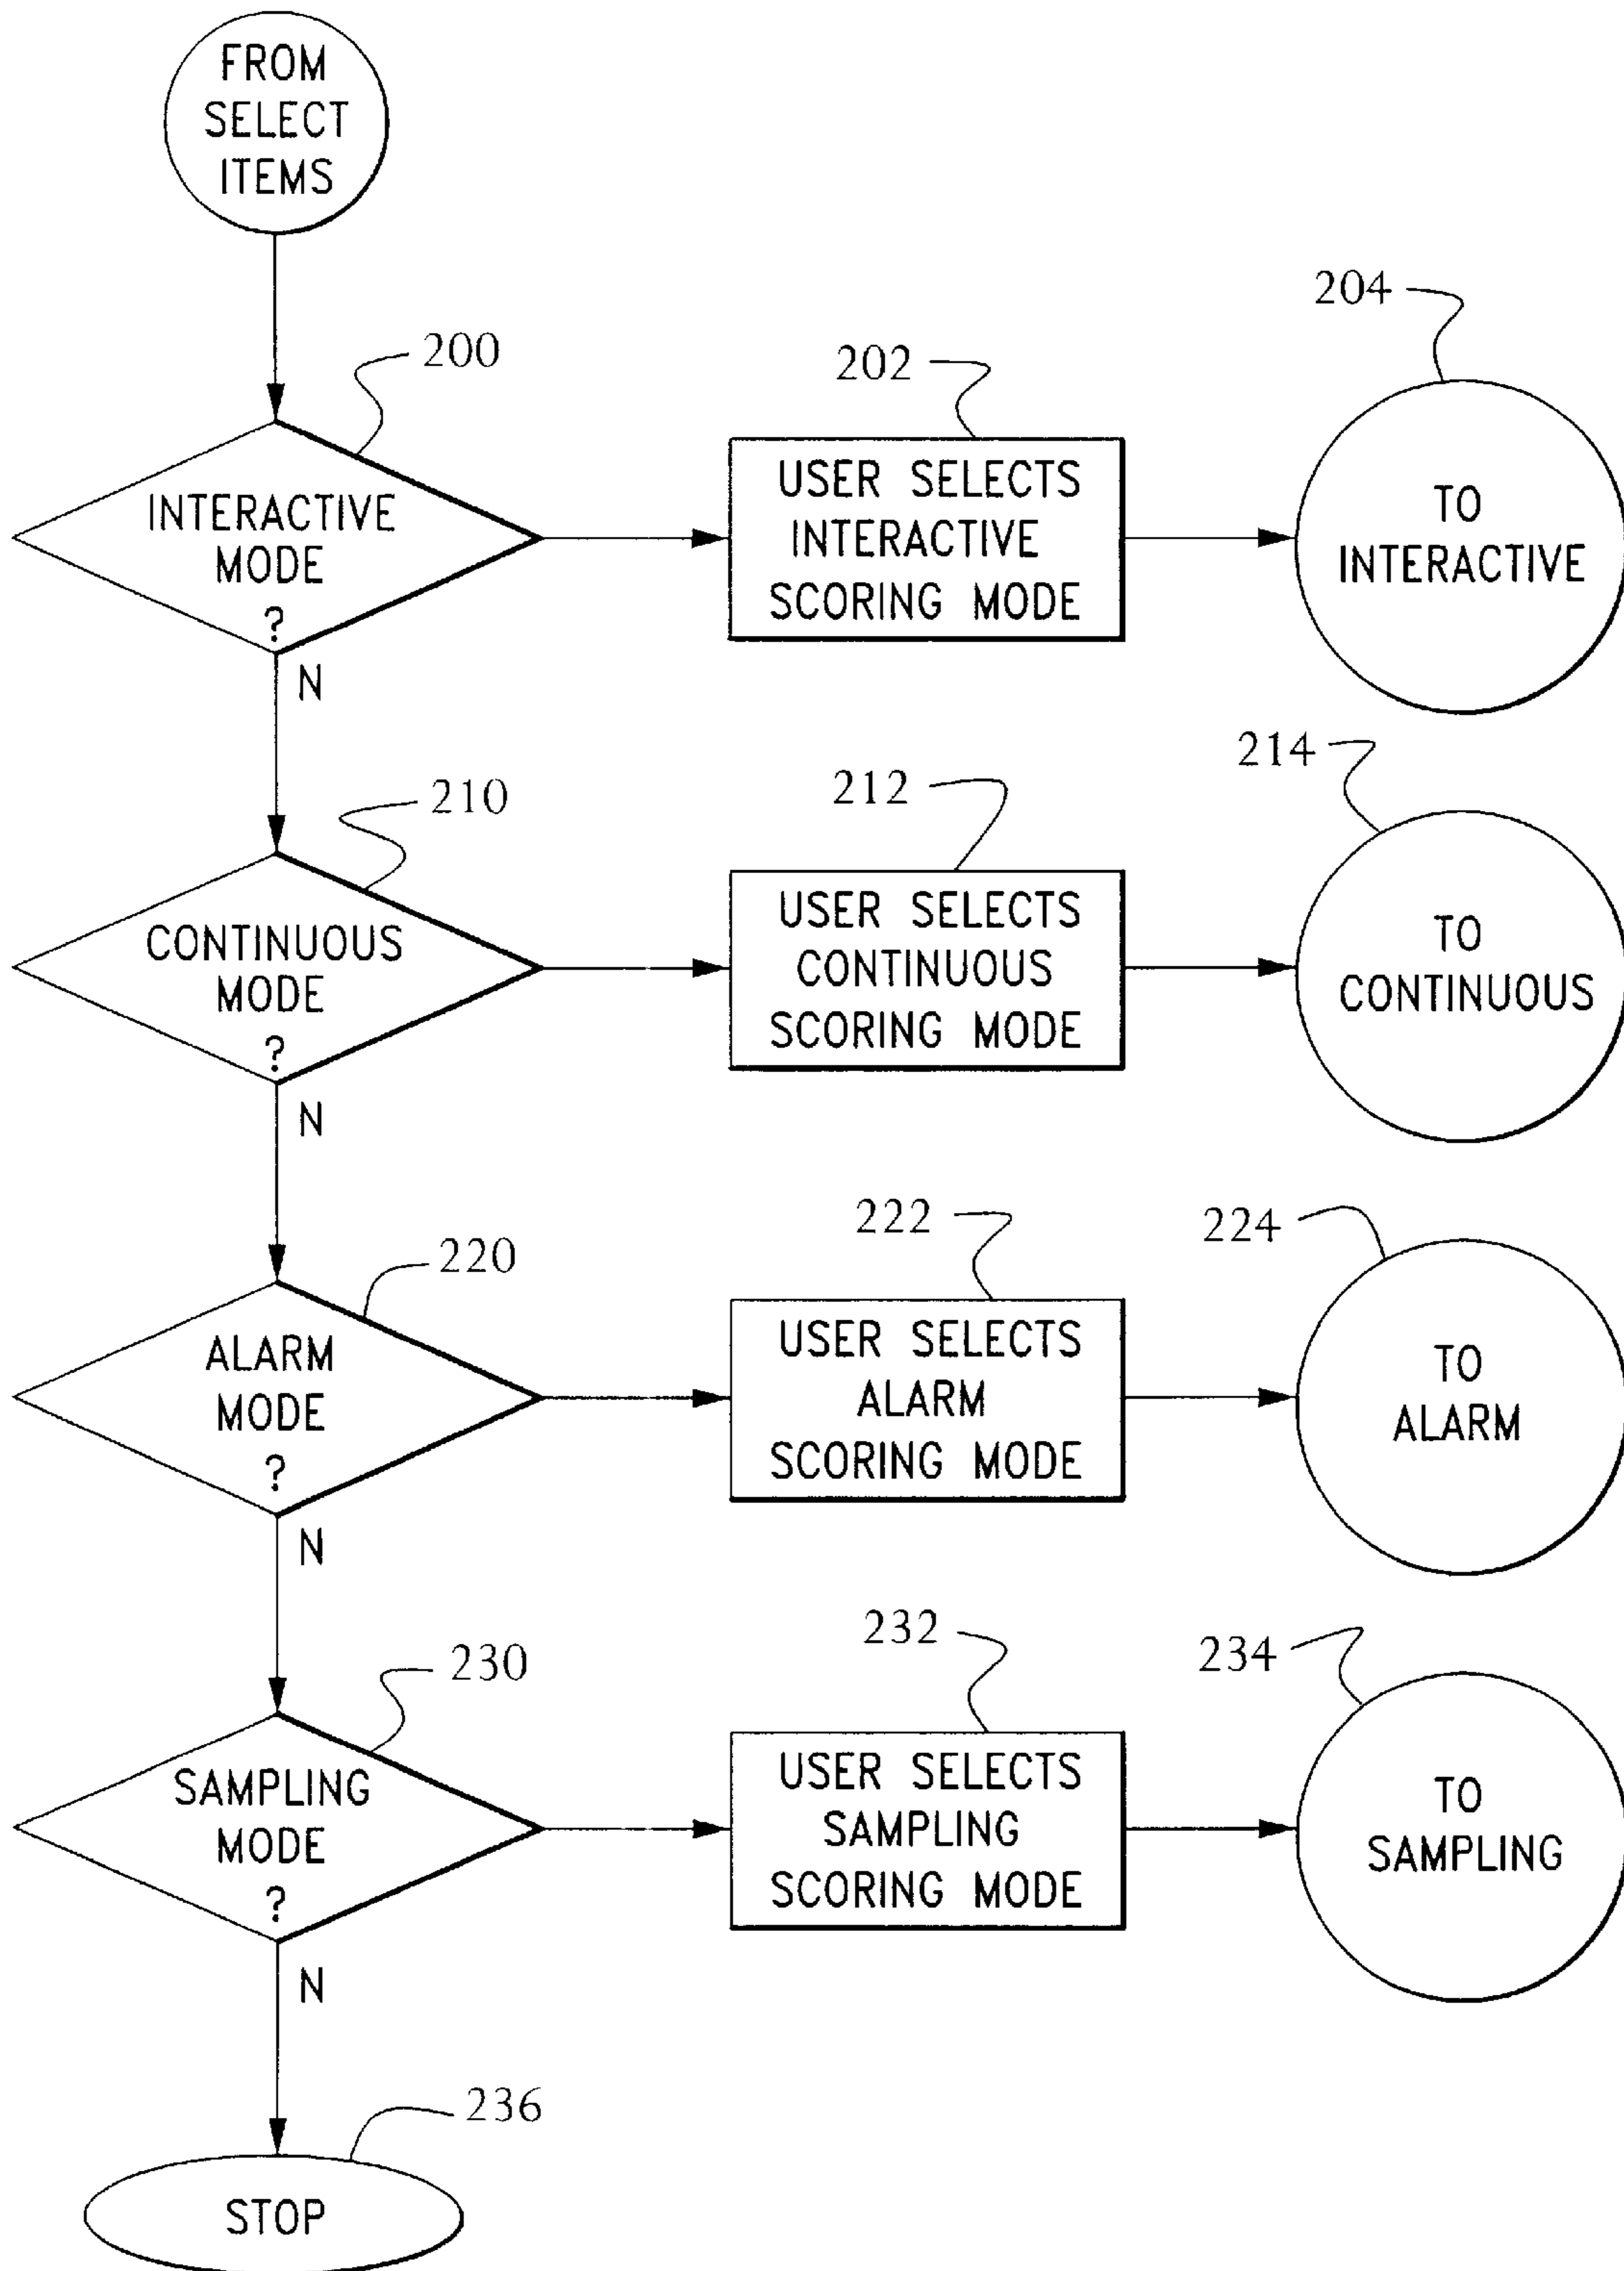 FROM
SELECT
ITEMS
200
INTERACTIVE
MODE
?
N
202
USER SELECTS
INTERACTIVE
SCORING MODE
204
TO
INTERACTIVE
210
CONTINUOUS
MODE
?
N
212
USER SELECTS
CONTINUOUS
SCORING MODE
214
TO
CONTINUOUS
220
ALARM
MODE
?
N
222
USER SELECTS
ALARM
SCORING MODE
224
TO
ALARM
230
SAMPLING
MODE
?
N
232
USER SELECTS
SAMPLING
SCORING MODE
234
TO
SAMPLING
236
STOP